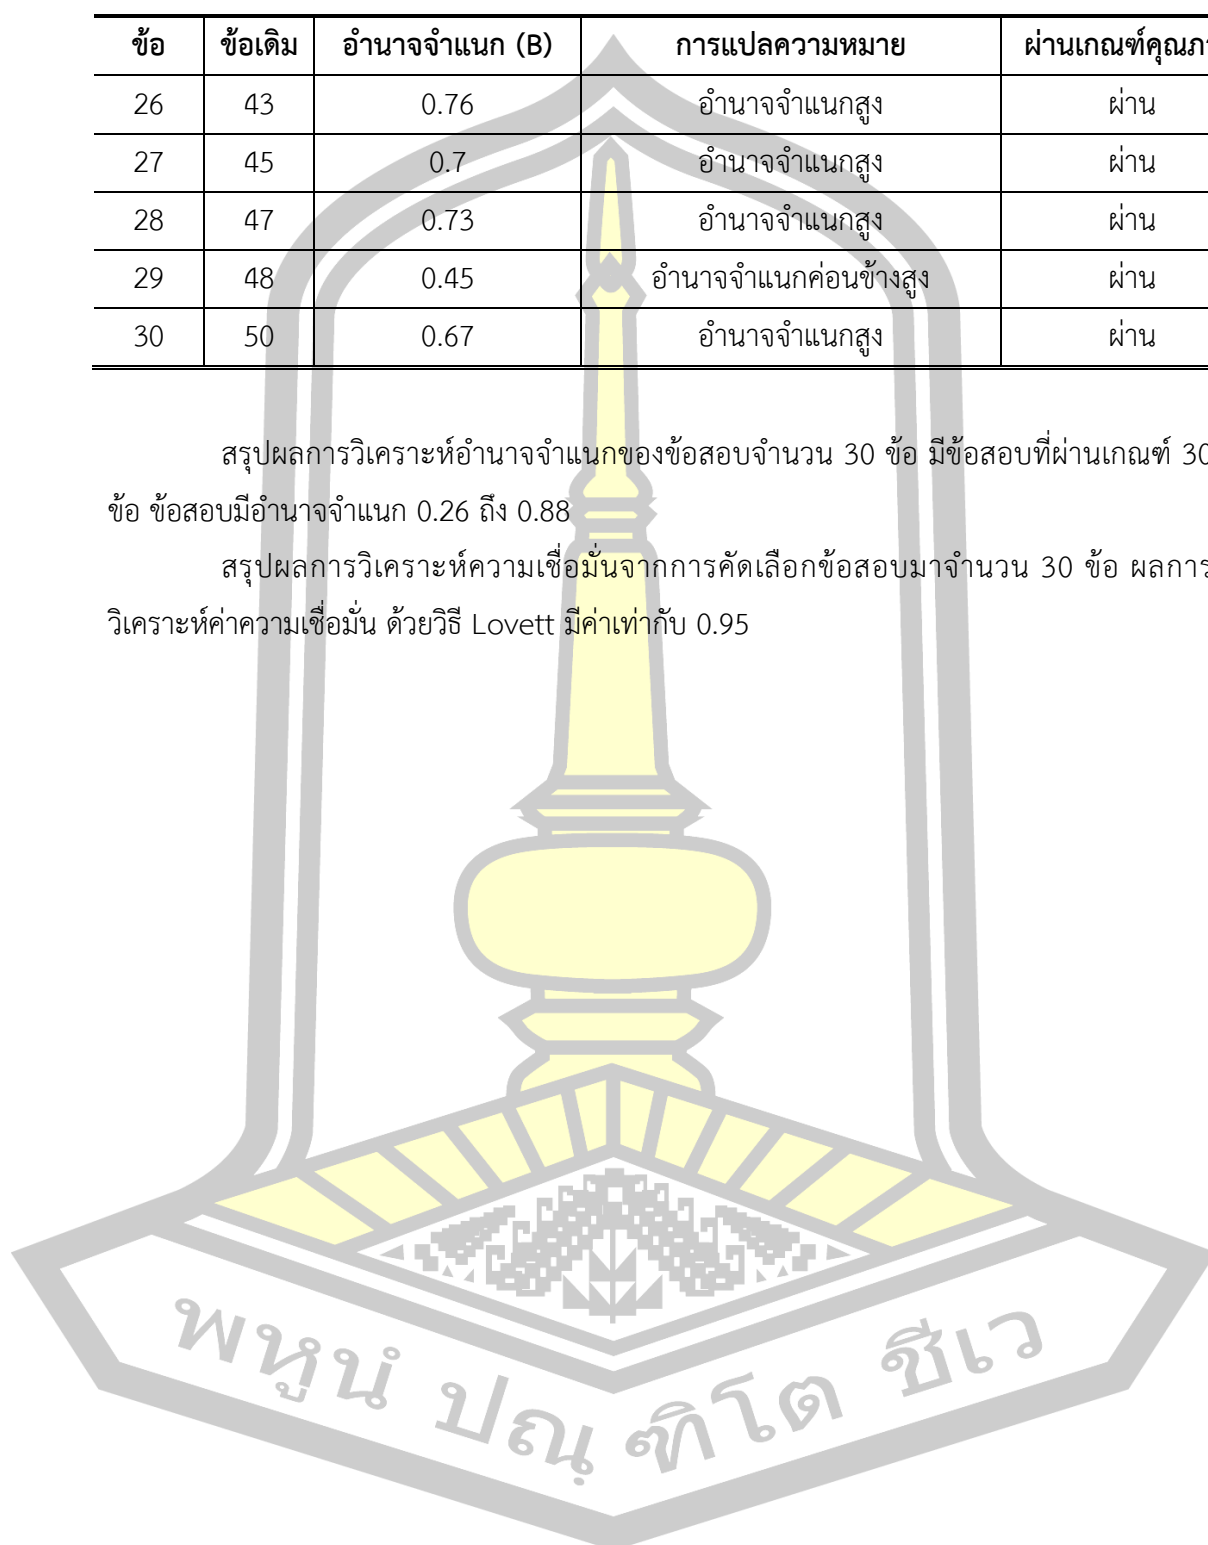 ข้อ ข้อเดิม อำนาจจำแนก (B) การแปลความหมาย
26 43 0.76 อำนาจจำแนกสูง ผ่าน
27 45 0.7 อำนาจจำแนกสูง ผ่าน
28 47 0.73 อำนาจจำแนกสูง ผ่าน
29 48 0.45 อำนาจจำแนกค่อนข้างสูง ผ่าน
30 50 0.67 อำนาจจำแนกสูง ผ่าน
สรุปผลการวิเคราะห์อำนาจจำแนกของข้อสอบจำนวน 30 ข้อ มีข้อสอบที่ผ่านเกณฑ์ 30
ข้อ ข้อสอบมีอำนาจจำแนก 0.26 ถึง 0.88
สรุปผลการวิเคราะห์ความเชื่อมั่นจากการคัดเลือกข้อสอบมาจำนวน 30 ข้อ ผลการ
วิเคราะห์ค่าความเชื่อมั่น ด้วยวิธี Lovett มีค่าเท่ากับ 0.95
พหูนํ ปณฺฑิโต ชีเว